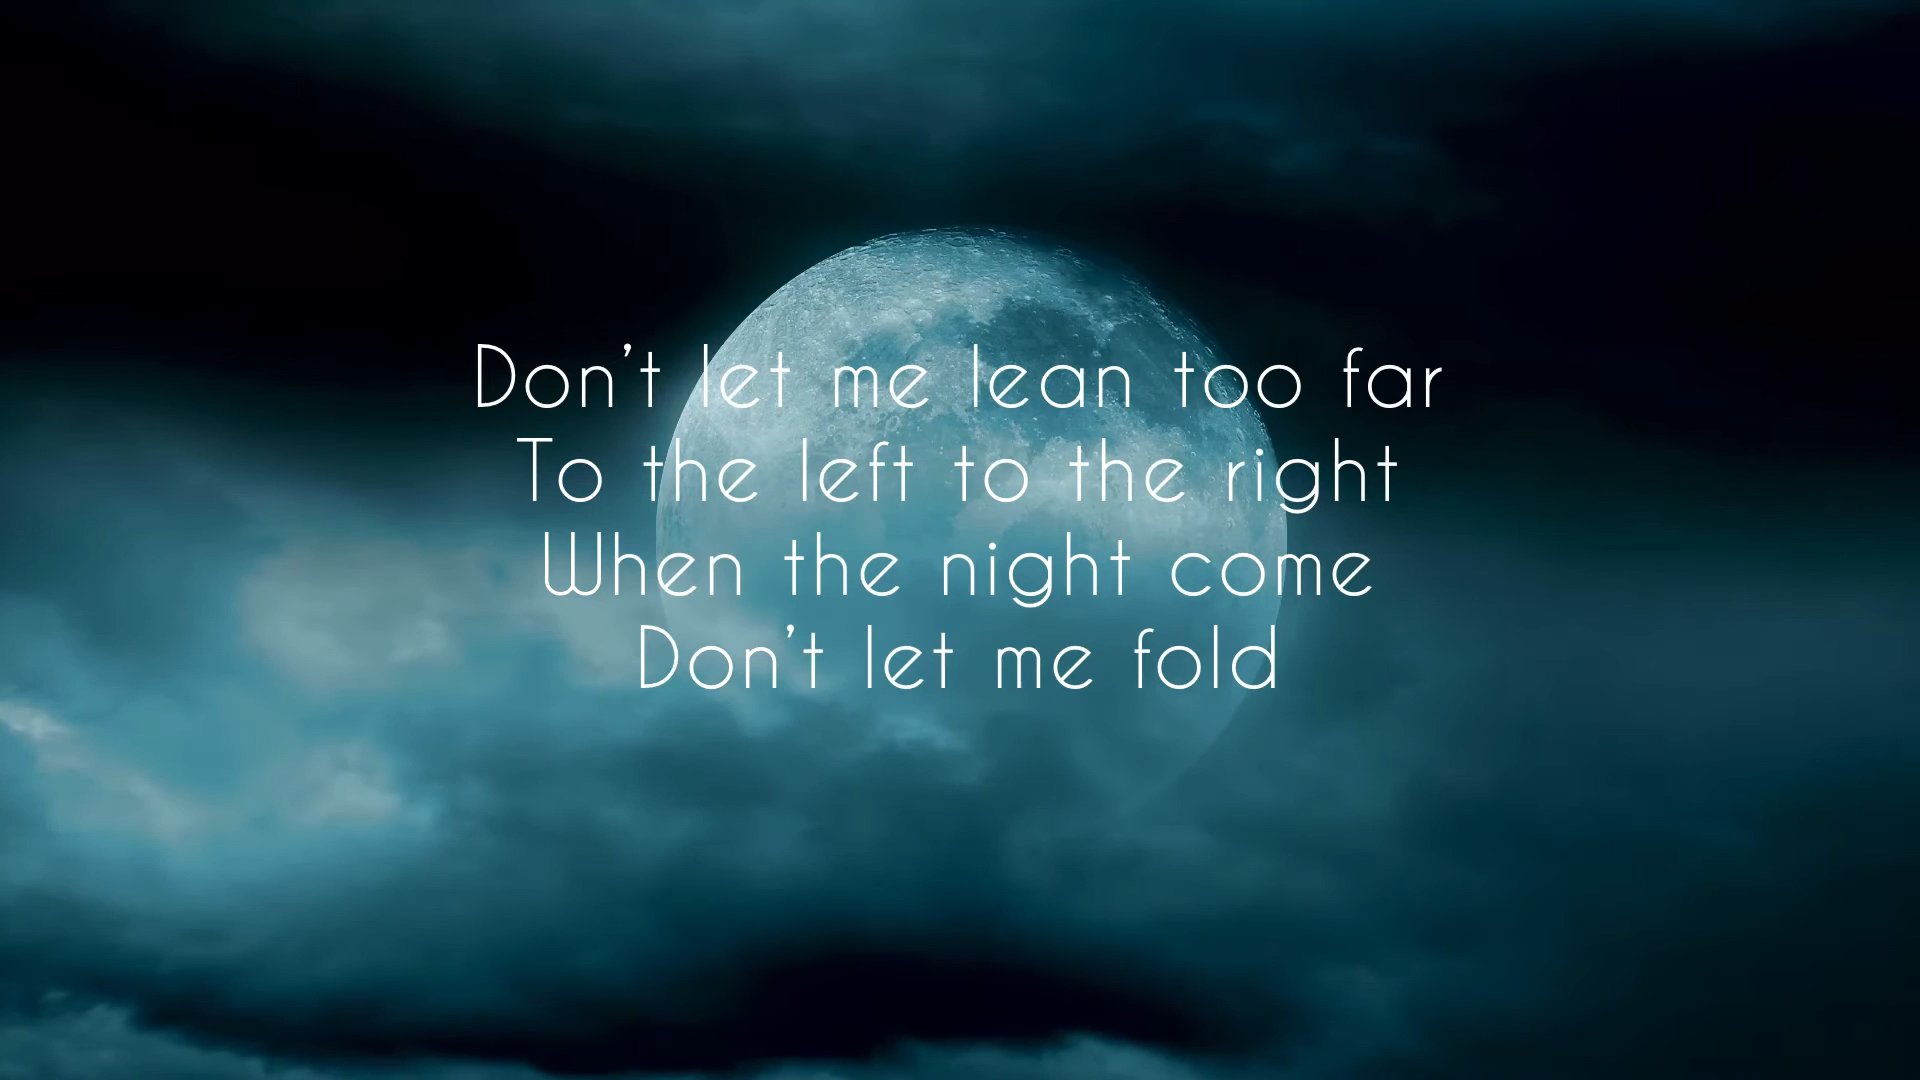 Don't let me lean too far
To the left to the right
When the night come
Don't let me fold